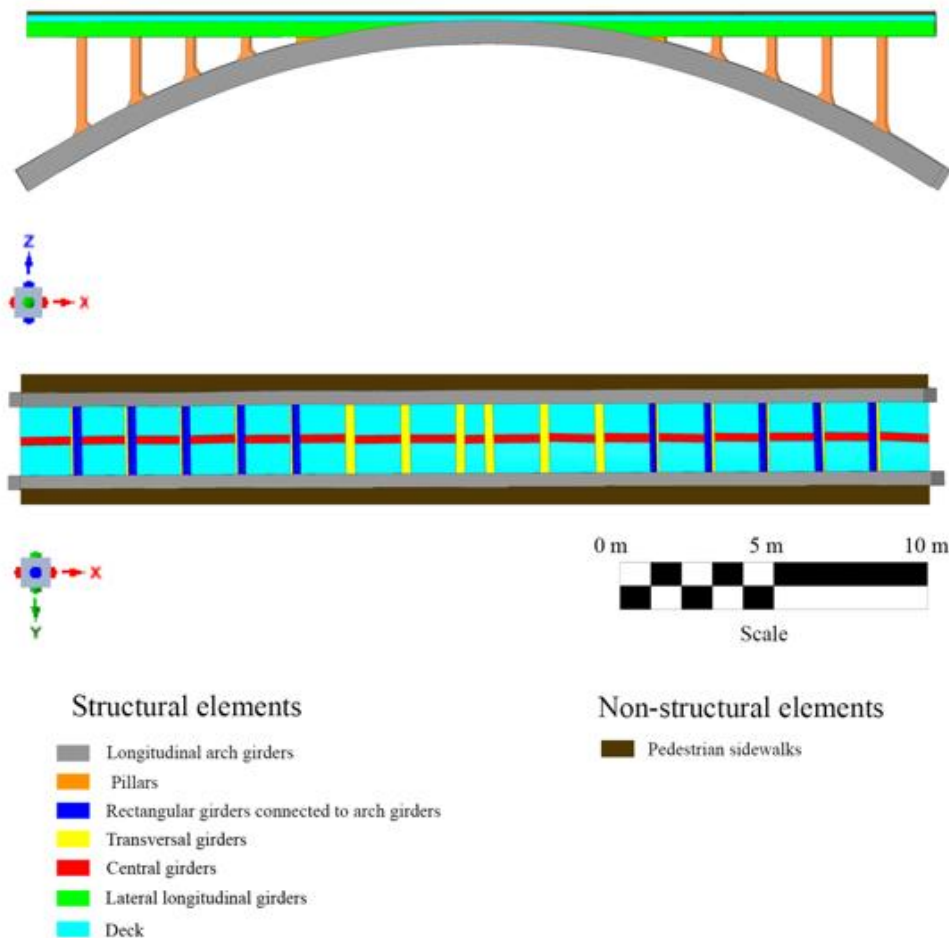 Z
X
X
Y
0 m 5 m 10 m
Scale
Structural elements
Longitudinal arch girders
Pillars
Rectangular girders connected to arch girders
Transversal girders
Central girders
Lateral longitudinal girders
Deck
Non-structural elements
Pedestrian sidewalks